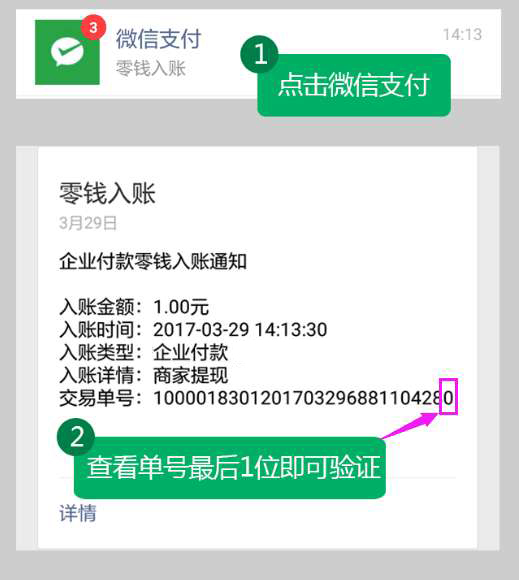 3
微信支付
14:13
零钱入账
1
点击微信支付
零钱入账
3月29日
企业付款零钱入账通知
入账金额：1.00元
入账时间：2017-03-29 14:13:30
入账类型：企业付款
入账详情：商家提现
交易单号：1000018301201703296881104280
2
查看单号最后1位即可验证
详情